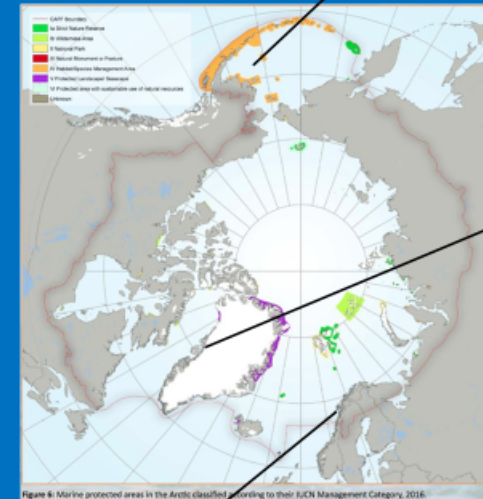 CAFF Boundary
Ia Strict Nature Reserve
Ib Wilderness Area
II National Park
III Natural Monument or Feature
IV Habitat/Species Management Area
V Protected Landscape/ Seascape
VI Protected area with sustainable use of natural resources
Unknown
Figure 6: Marine protected areas in the Arctic classified according to their IUCN Management Category, 2016.